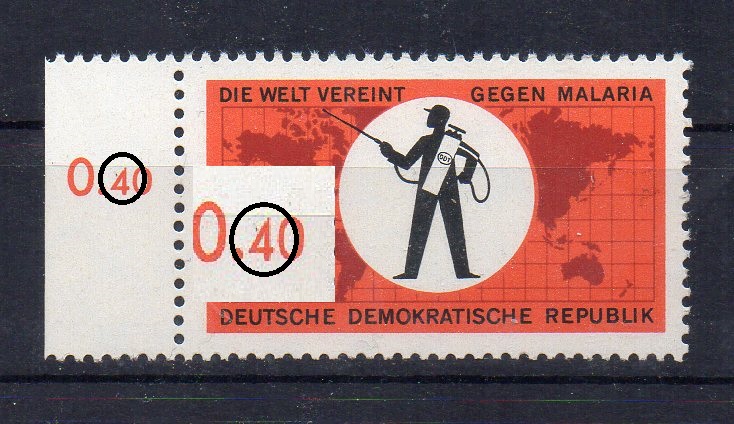 DIE WELT VEREINT GEGEN MALARIA
DDT
0.40
0.40
DEUTSCHE DEMOKRATISCHE REPUBLIK